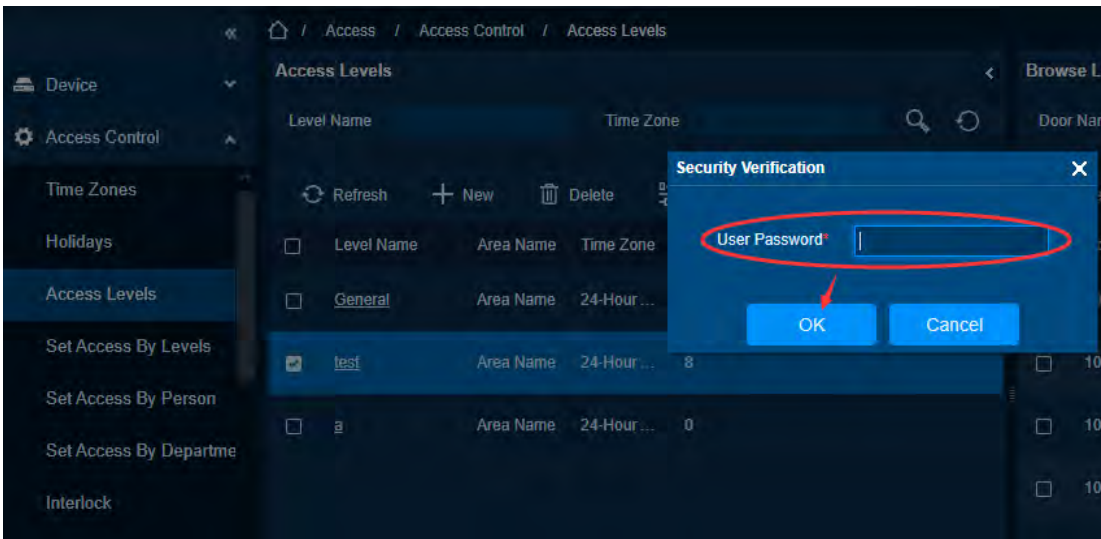 « / Access / Access Control / Access Levels
Device
Access Control
Time Zones
Holidays
Access Levels
Set Access By Levels
Set Access By Person
Set Access By Departme
Interlock
Access Levels
Level Name Time Zone
Refresh New Delete
Level Name Area Name Time Zone
General Area Name 24-Hour ...
test Area Name 24-Hour ... 8
a Area Name 24-Hour ... 0
Security Verification
User Password*
OK Cancel
Browse L
Door Nar
10
10
10